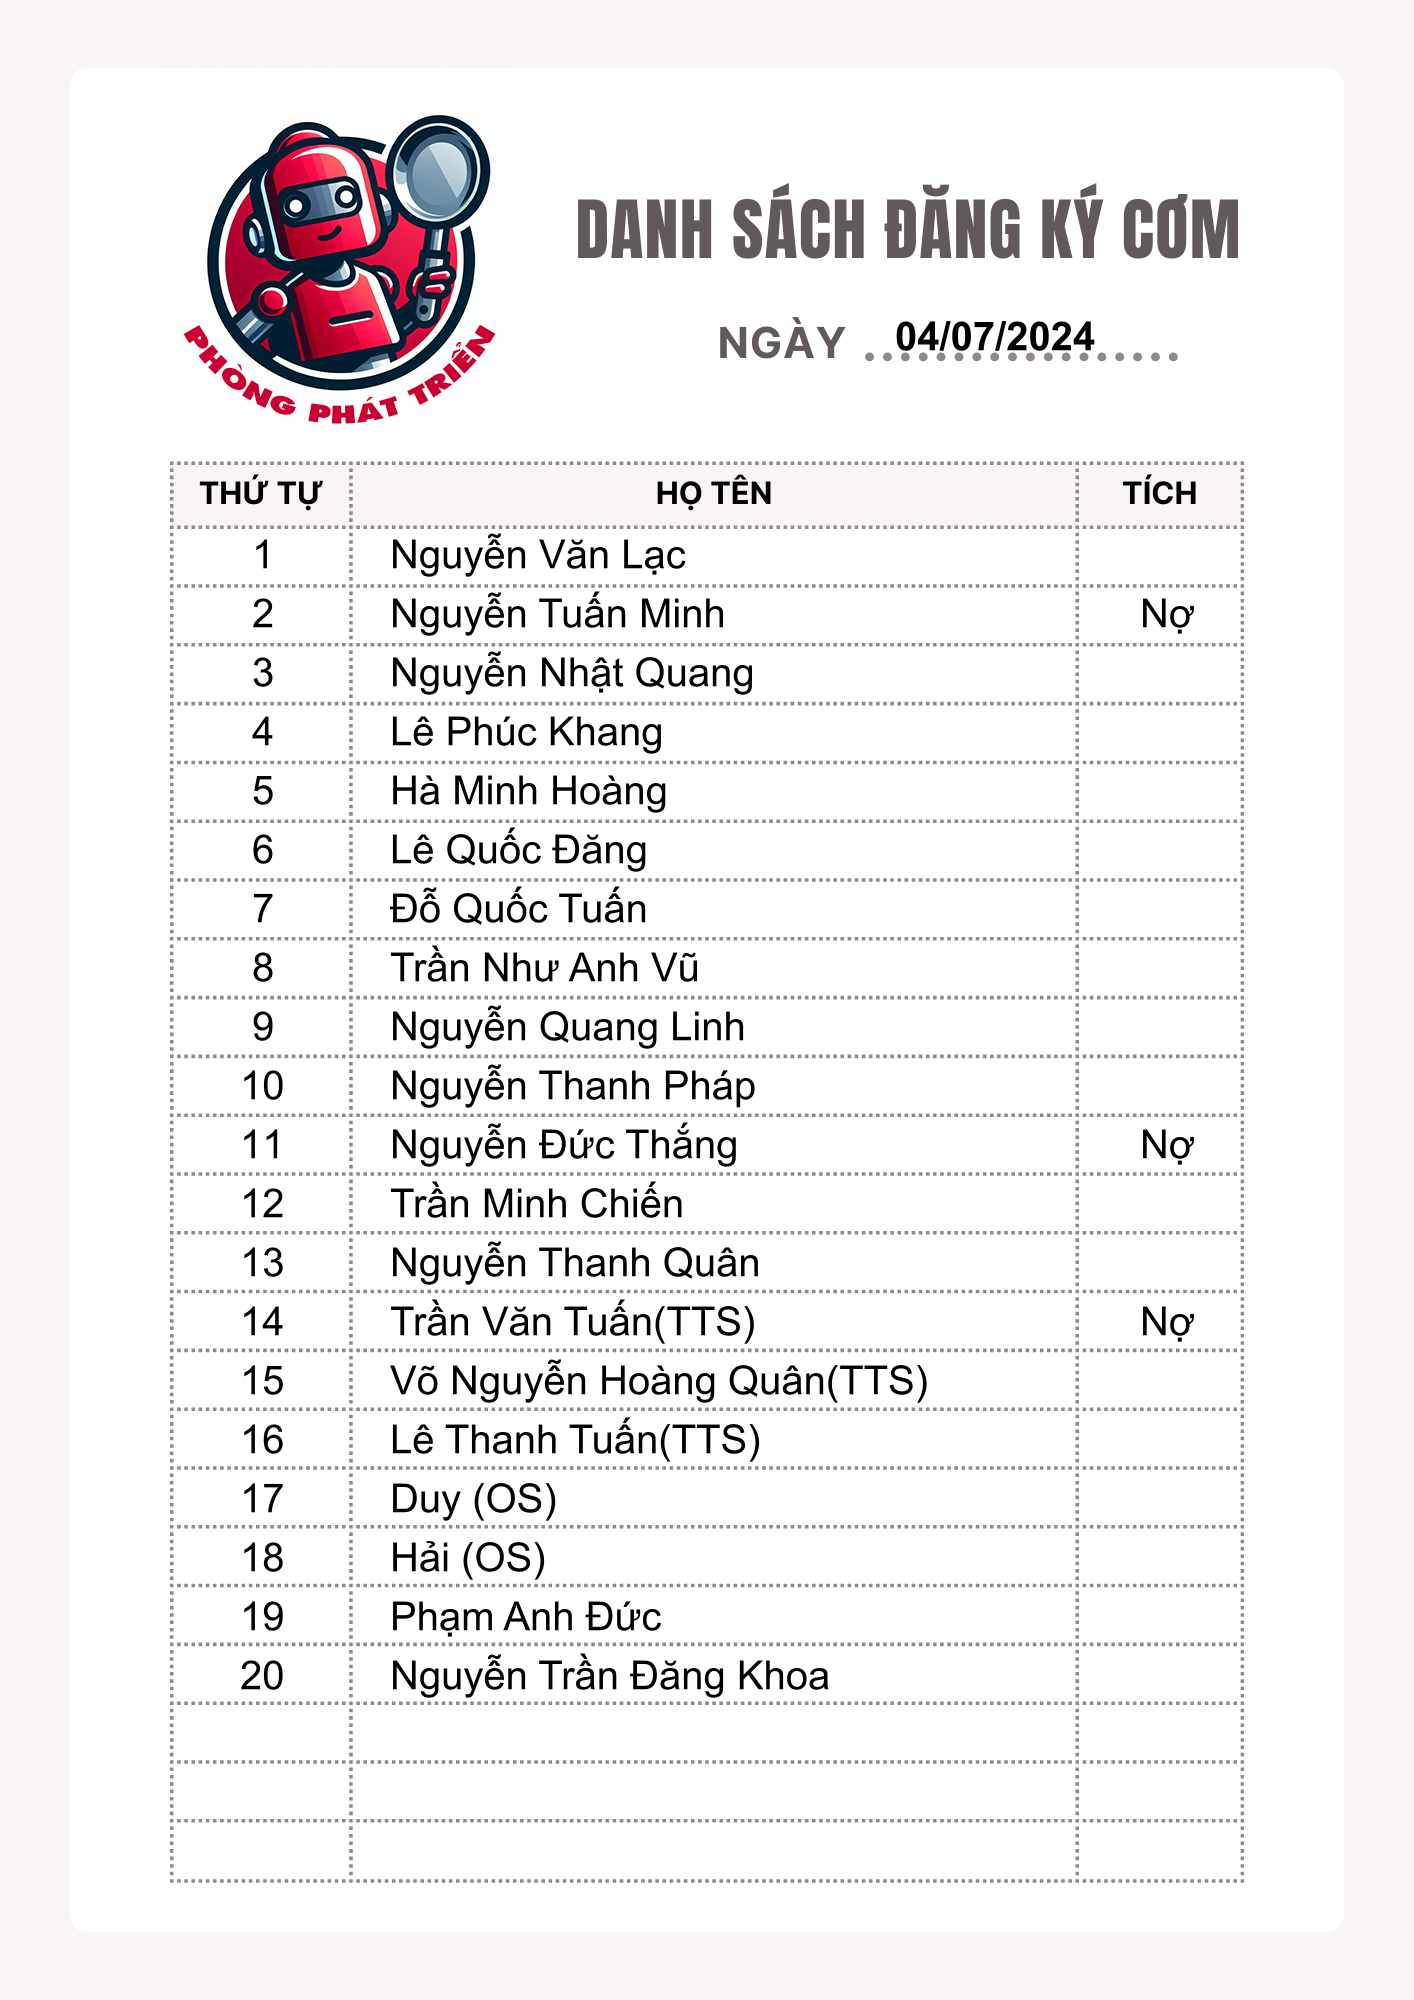 PHÒNG PHÁT TRIỂN
DANH SÁCH ĐĂNG KÝ CƠM
NGÀY 04/07/2024
THỨ TỰ HỌ TÊN TÍCH
1 Nguyễn Văn Lạc
2 Nguyễn Tuấn Minh Nợ
3 Nguyễn Nhật Quang
4 Lê Phúc Khang
5 Hà Minh Hoàng
6 Lê Quốc Đăng
7 Đỗ Quốc Tuấn
8 Trần Như Anh Vũ
9 Nguyễn Quang Linh
10 Nguyễn Thanh Pháp
11 Nguyễn Đức Thắng Nợ
12 Trần Minh Chiến
13 Nguyễn Thanh Quân
14 Trần Văn Tuấn(TTS) Nợ
15 Võ Nguyễn Hoàng Quân(TTS)
16 Lê Thanh Tuấn(TTS)
17 Duy (OS)
18 Hải (OS)
19 Phạm Anh Đức
20 Nguyễn Trần Đăng Khoa